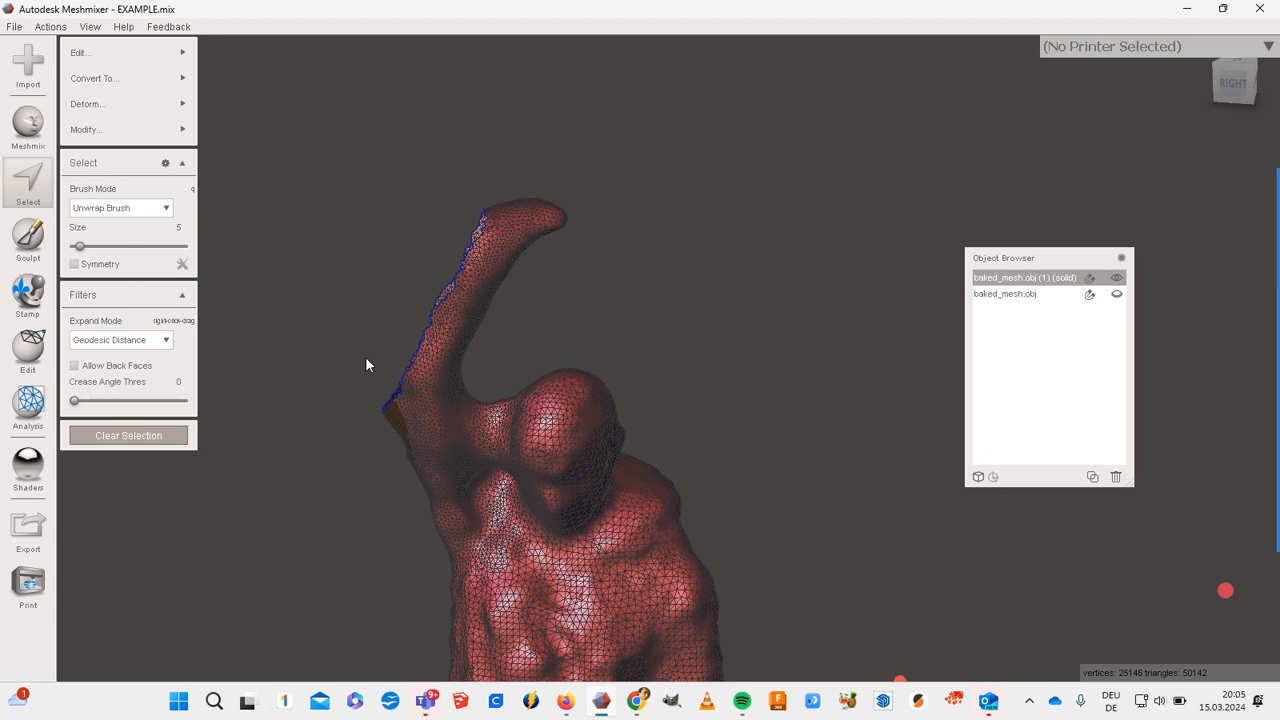 Autodesk Meshmixer - EXAMPLE.mix
File Actions View Help Feedback
(No Printer Selected)
RIGHT
Import
Meshmix
Select
Sculpt
Stamp
Edit
Analysis
Shaders
Export
Print
Edit...
Convert To...
Deform...
Modify...
Select
Brush Mode q
Unwrap Brush
Size 5
Symmetry
Filters
Expand Mode right-click-drag
Geodesic Distance
Allow Back Faces
Crease Angle Thres 0
Clear Selection
Object Browser
baked_mesh.obj (1) (solid)
baked_mesh.obj
vertices: 25146 triangles: 50142
1
1
9+
DEU
DE
20:05
15.03.2024